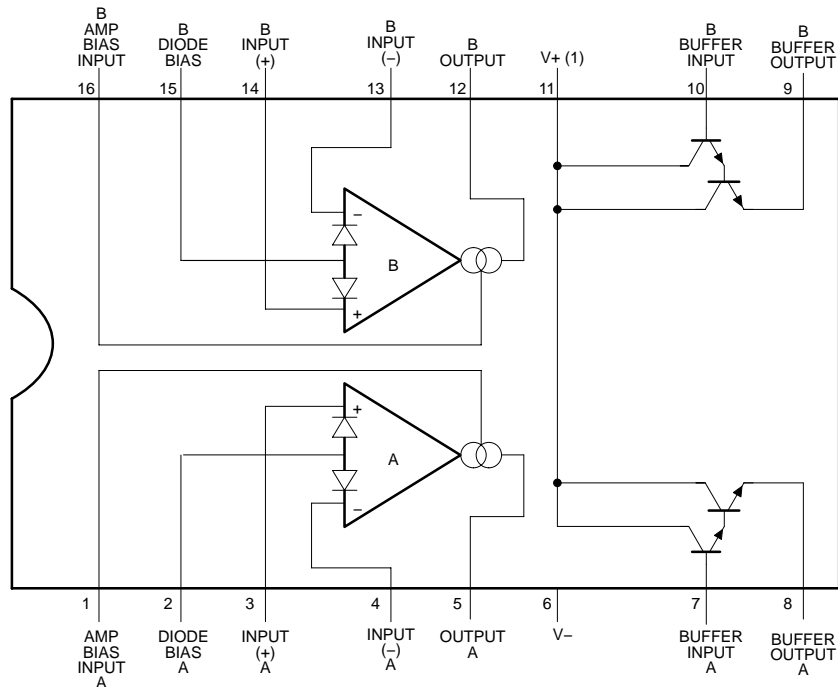 B
AMP
BIAS
INPUT
B
DIODE
BIAS
B
INPUT
(+)
B
INPUT
(–)
B
OUTPUT
V+ (1)
B
BUFFER
INPUT
B
BUFFER
OUTPUT
16
15
14
13
12
11
10
9
–
B
+
+
A
–
1
2
3
4
5
6
7
8
AMP
BIAS
INPUT
A
DIODE
BIAS
A
INPUT
(+)
A
INPUT
(–)
A
OUTPUT
A
V–
BUFFER
INPUT
A
BUFFER
OUTPUT
A